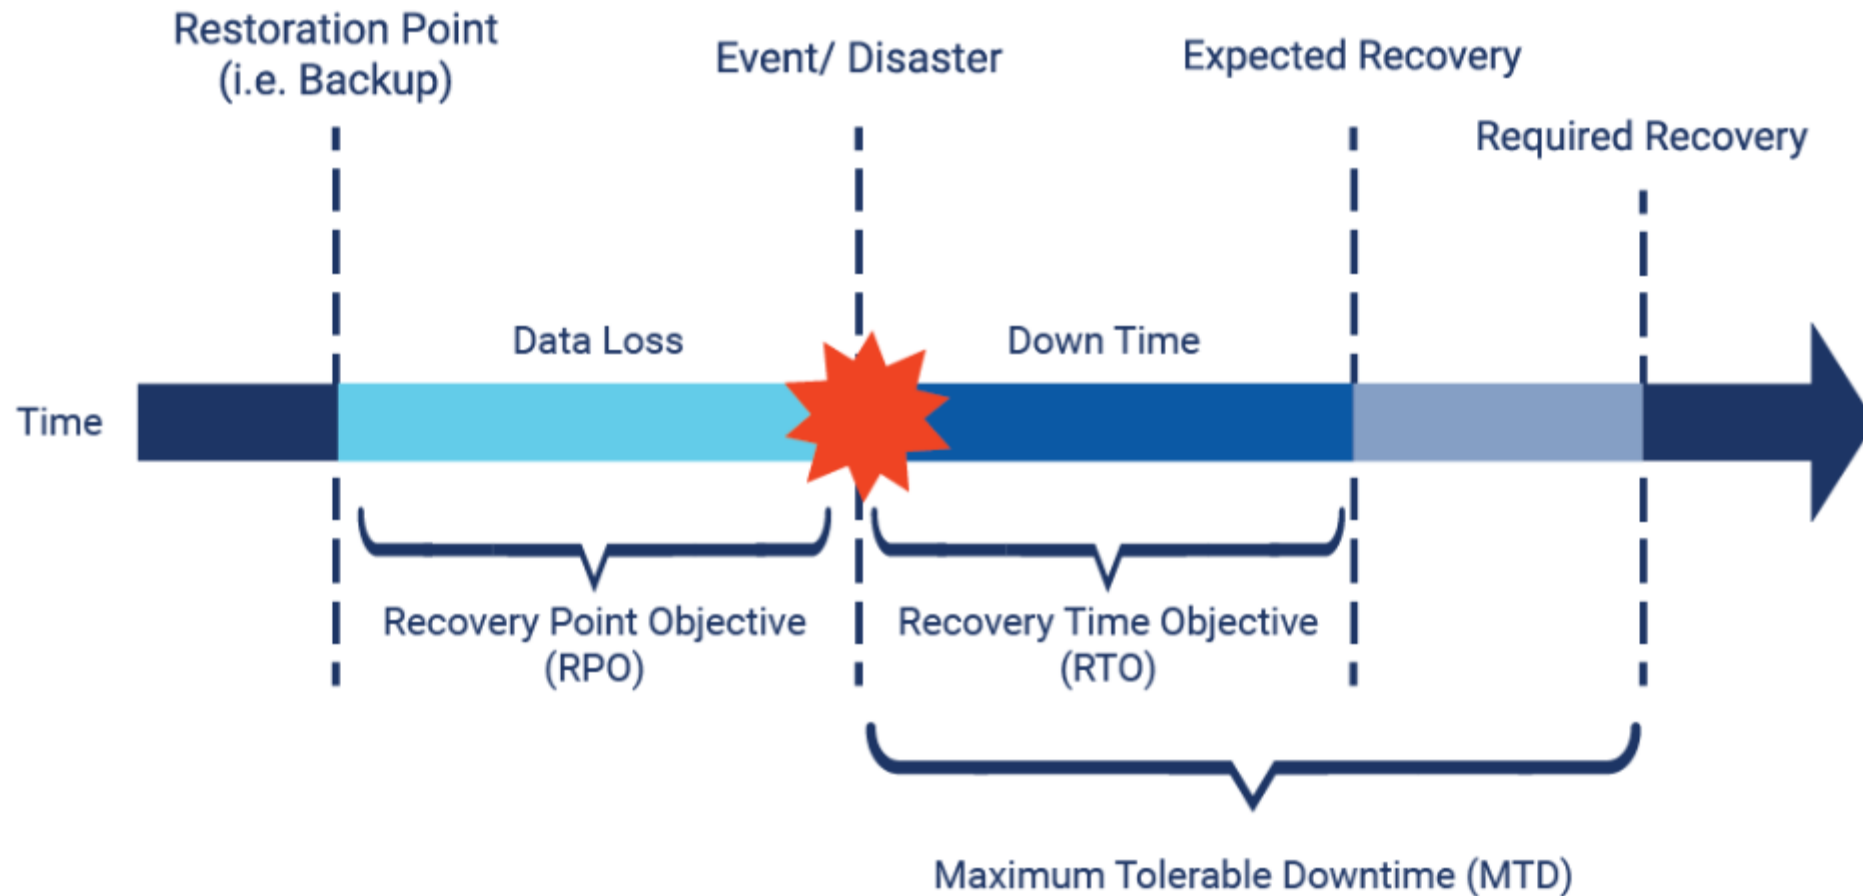 Restoration Point
(i.e. Backup)
Event/ Disaster
Expected Recovery
Required Recovery
Data Loss
Down Time
Time
Recovery Point Objective
(RPO)
Recovery Time Objective
(RTO)
Maximum Tolerable Downtime (MTD)